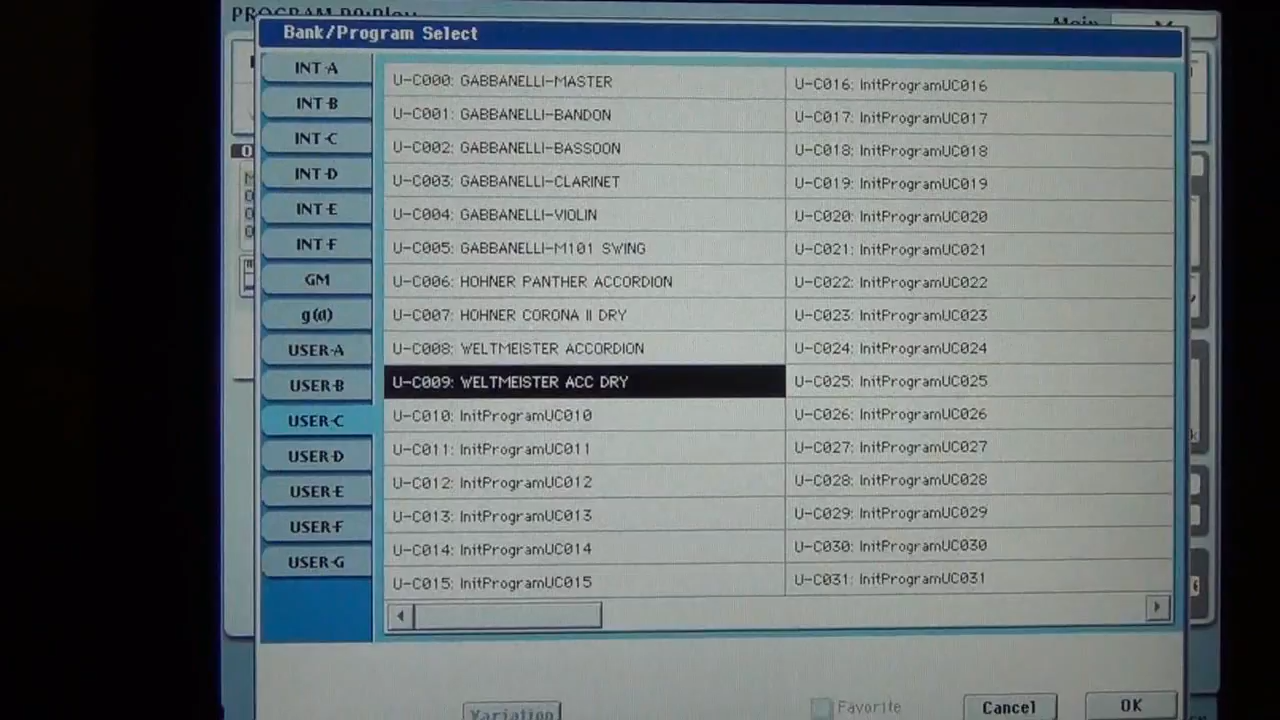 PROGRAM P0:Play
Main
Bank/Program Select
INT-A
INT-B
INT-C
INT-D
INT-E
INT-F
GM
g(d)
USER-A
USER-B
USER-C
USER-D
USER-E
USER-F
USER-G
U-C000: GABBANELLI-MASTER
U-C001: GABBANELLI-BANDON
U-C002: GABBANELLI-BASSOON
U-C003: GABBANELLI-CLARINET
U-C004: GABBANELLI-VIOLIN
U-C005: GABBANELLI-M101 SWING
U-C006: HOHNER PANTHER ACCORDION
U-C007: HOHNER CORONA II DRY
U-C008: WELTMEISTER ACCORDION
U-C009: WELTMEISTER ACC DRY
U-C010: InitProgramUC010
U-C011: InitProgramUC011
U-C012: InitProgramUC012
U-C013: InitProgramUC013
U-C014: InitProgramUC014
U-C015: InitProgramUC015
U-C016: InitProgramUC016
U-C017: InitProgramUC017
U-C018: InitProgramUC018
U-C019: InitProgramUC019
U-C020: InitProgramUC020
U-C021: InitProgramUC021
U-C022: InitProgramUC022
U-C023: InitProgramUC023
U-C024: InitProgramUC024
U-C025: InitProgramUC025
U-C026: InitProgramUC026
U-C027: InitProgramUC027
U-C028: InitProgramUC028
U-C029: InitProgramUC029
U-C030: InitProgramUC030
U-C031: InitProgramUC031
Variation
Favorite
Cancel
OK